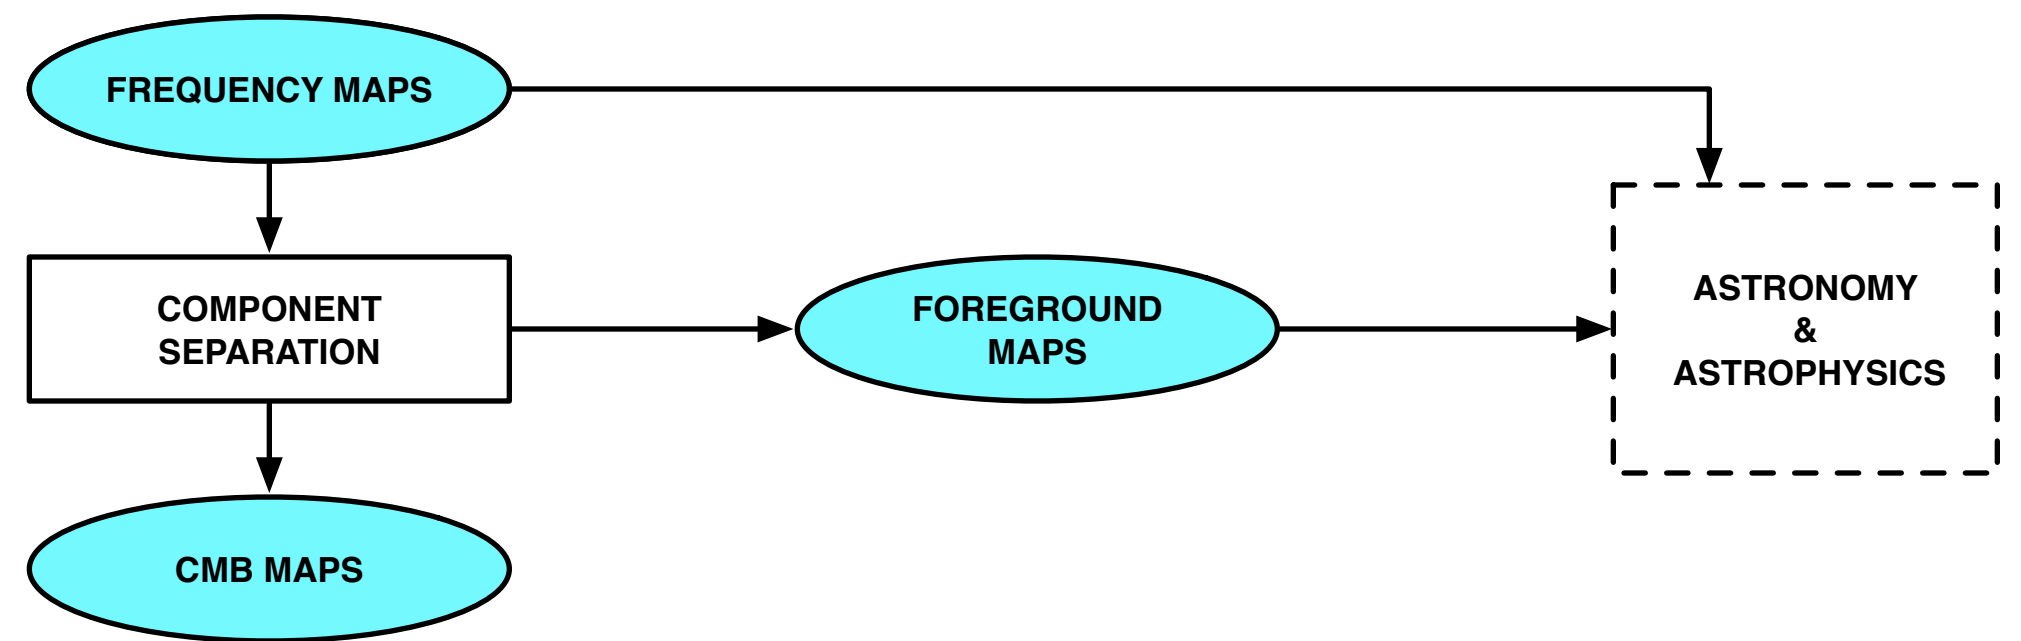 FREQUENCY MAPS
COMPONENT
SEPARATION
FOREGROUND
MAPS
ASTRONOMY
&
ASTROPHYSICS
CMB MAPS